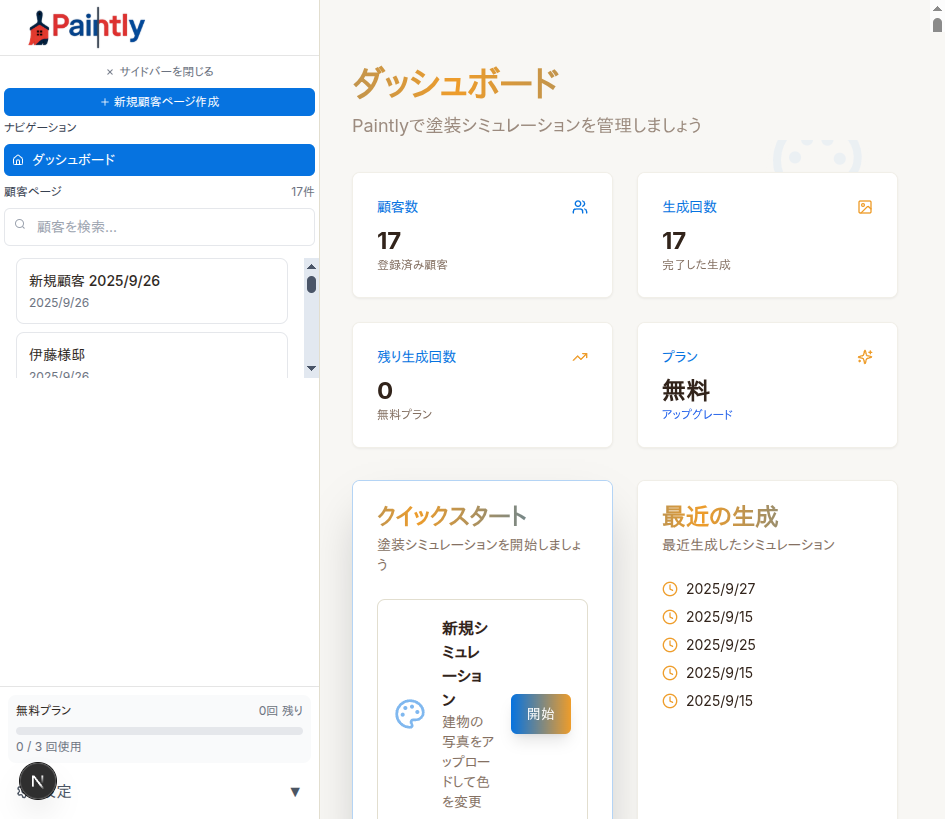 Paintly
× サイドバーを閉じる
+ 新規顧客ページ作成
ナビゲーション
ダッシュボード
顧客ページ 17件
顧客を検索...
新規顧客 2025/9/26
2025/9/26
伊藤様邸
2025/9/26
無料プラン 0回 残り
0 / 3 回使用
N
定 ▼
ダッシュボード
Paintlyで塗装シミュレーションを管理しましょう
顧客数
17
登録済み顧客
生成回数
17
完了した生成
残り生成回数
0
無料プラン
プラン
無料
アップグレード
クイックスタート
塗装シミュレーションを開始しましょ
う
新規シ
ミュレ
ーショ
ン
建物の
写真をア
ップロー
ドして色
を変更
開始
最近の生成
最近生成したシミュレーション
2025/9/27
2025/9/15
2025/9/25
2025/9/15
2025/9/15